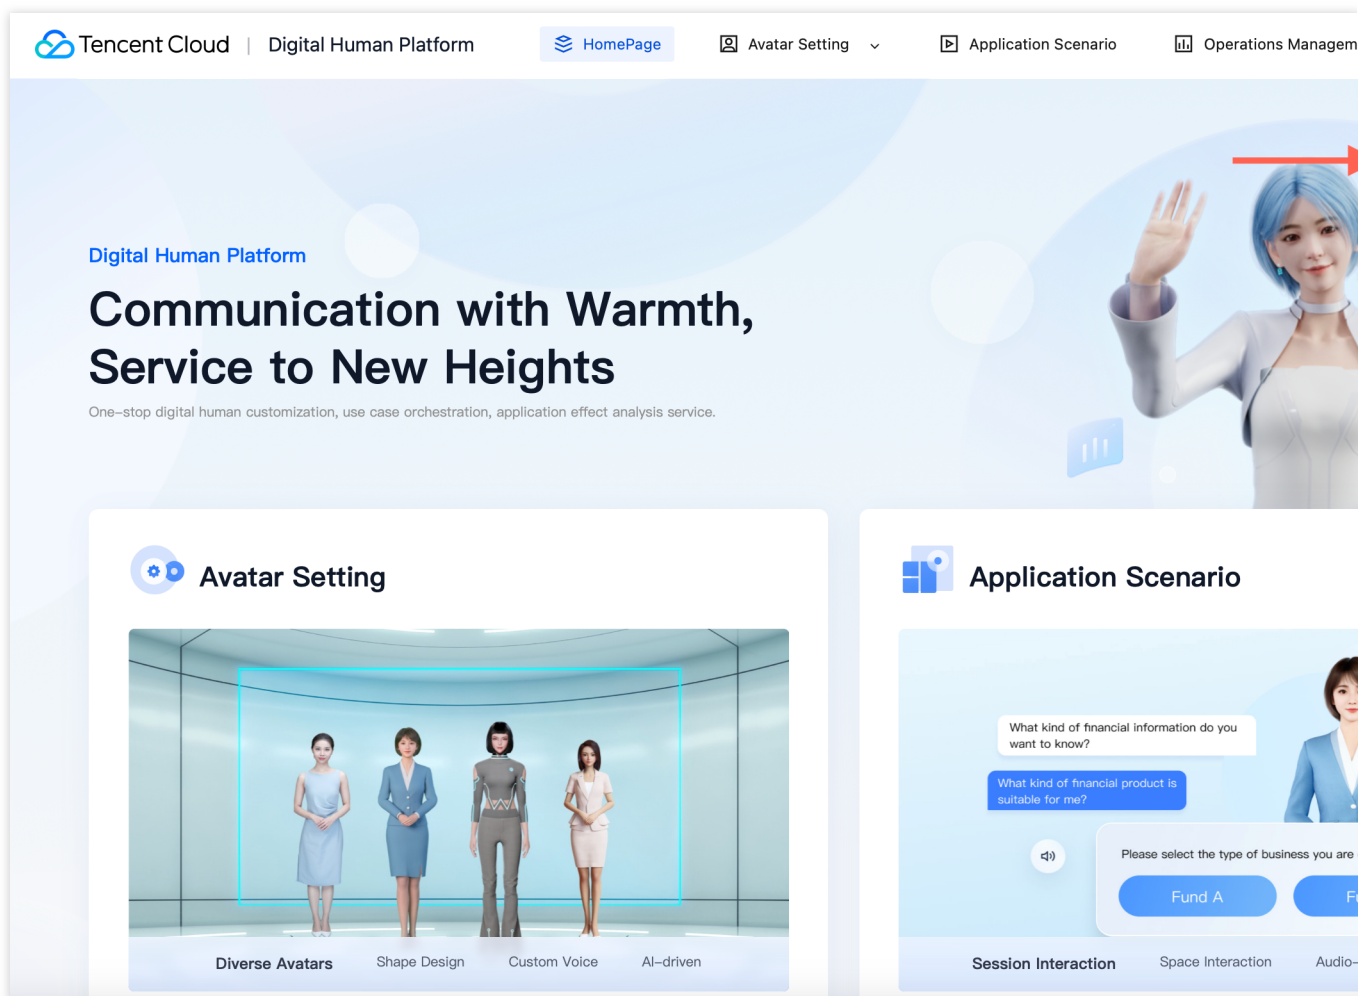 Tencent Cloud | Digital Human Platform
HomePage
Avatar Setting
Application Scenario
Operations Managem
Digital Human Platform
Communication with Warmth,
Service to New Heights
One-stop digital human customization, use case orchestration, application effect analysis service.
Avatar Setting
Diverse Avatars
Shape Design
Custom Voice
AI-driven
Application Scenario
What kind of financial information do you
want to know?
What kind of financial product is
suitable for me?
Please select the type of business you are
Fund A
Fu
Session Interaction
Space Interaction
Audio-